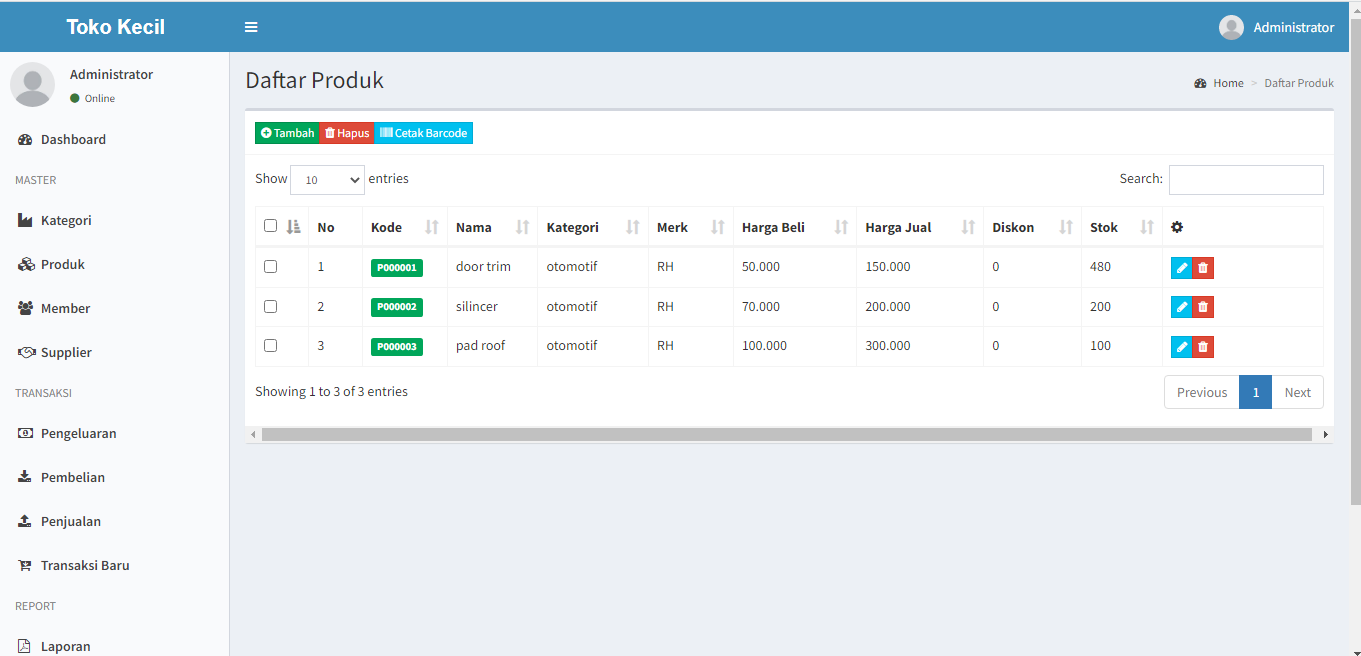 Toko Kecil
Administrator
Administrator
Online
Dashboard
MASTER
Kategori
Produk
Member
Supplier
TRANSAKSI
Pengeluaran
Pembelian
Penjualan
Transaksi Baru
REPORT
Laporan
Daftar Produk
Home > Daftar Produk
Tambah Hapus Cetak Barcode
Show 10 entries
Search:
No Kode Nama Kategori Merk Harga Beli Harga Jual Diskon Stok
1 P000001 door trim otomotif RH 50.000 150.000 0 480
2 P000002 silincer otomotif RH 70.000 200.000 0 200
3 P000003 pad roof otomotif RH 100.000 300.000 0 100
Showing 1 to 3 of 3 entries
Previous 1 Next